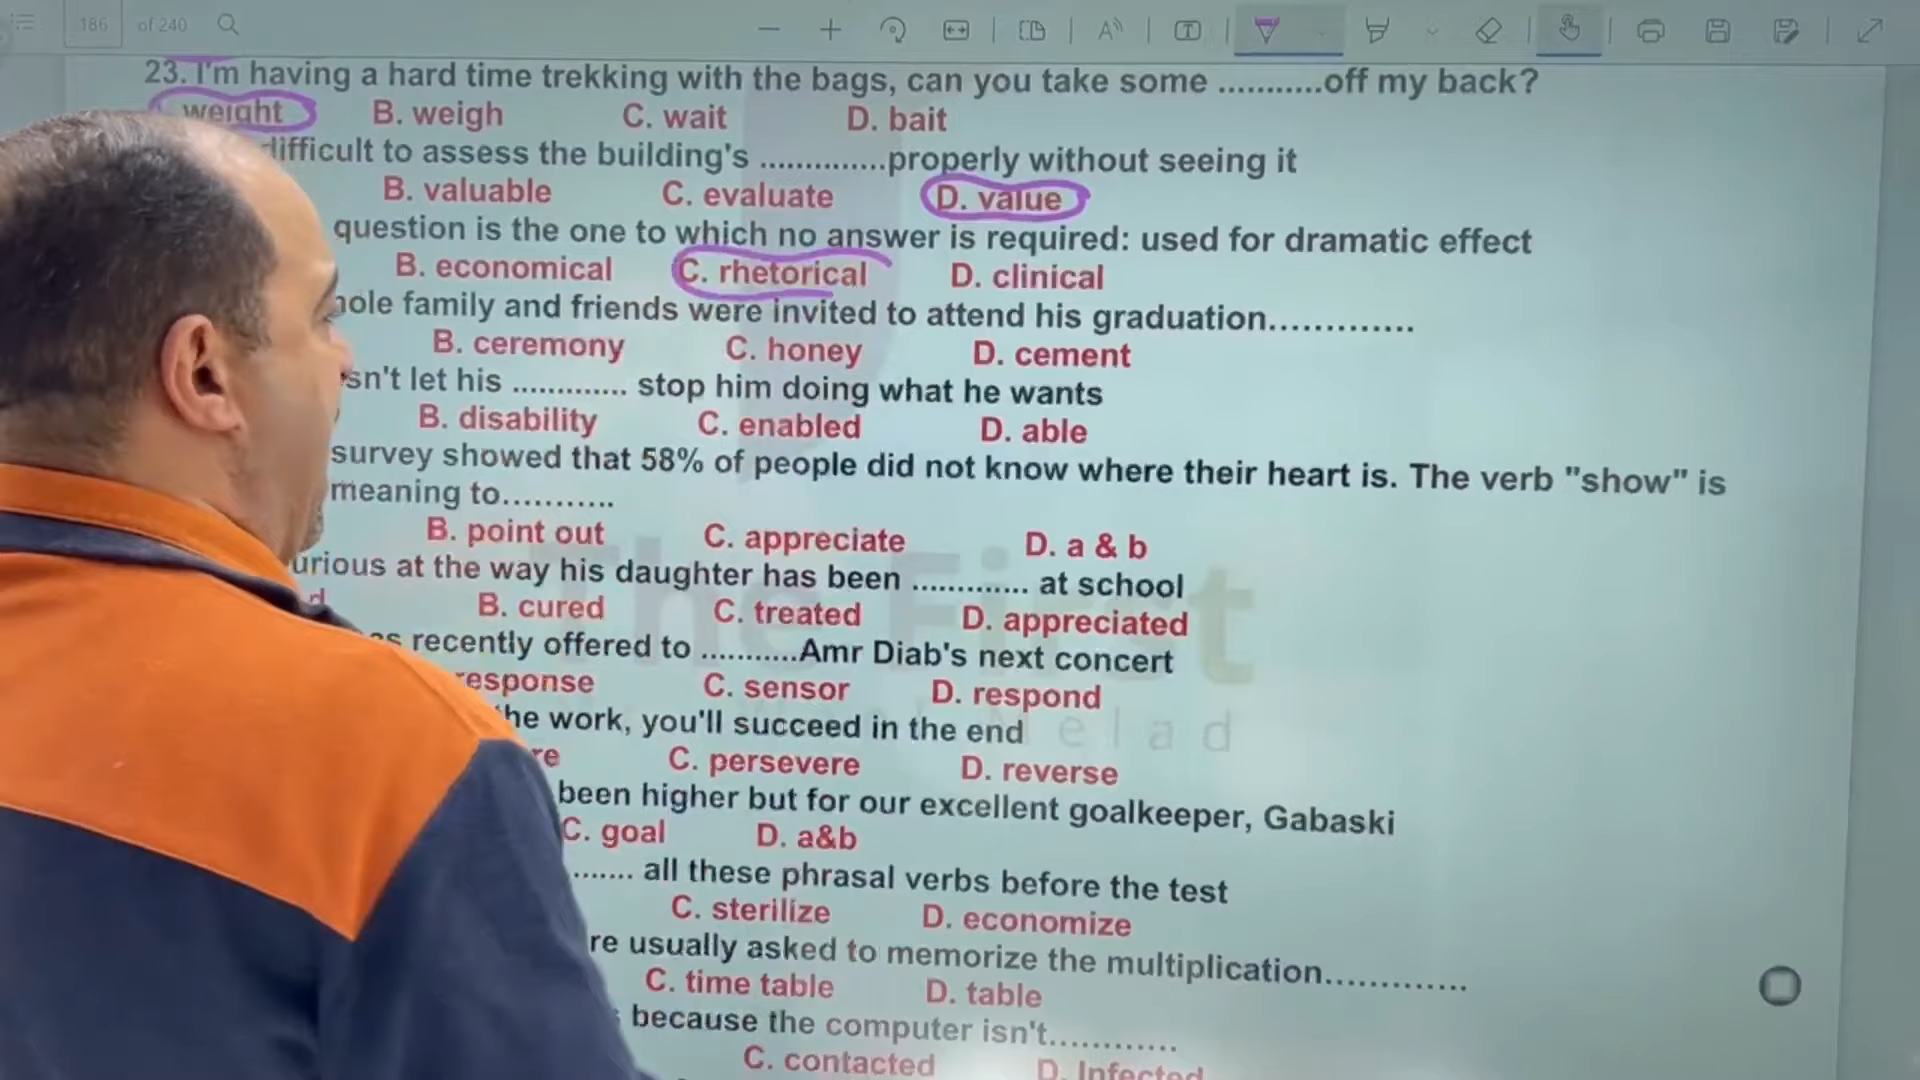 186 of 240
23. I'm having a hard time trekking with the bags, can you take some ...........off my back?
weight B. weigh C. wait D. bait
difficult to assess the building's .............properly without seeing it
B. valuable C. evaluate D. value
question is the one to which no answer is required: used for dramatic effect
B. economical C. rhetorical D. clinical
hole family and friends were invited to attend his graduation.............
B. ceremony C. honey D. cement
sn't let his ............. stop him doing what he wants
B. disability C. enabled D. able
survey showed that 58% of people did not know where their heart is. The verb "show" is
meaning to...........
B. point out C. appreciate D. a & b
urious at the way his daughter has been ............. at school
d B. cured C. treated D. appreciated
as recently offered to ...........Amr Diab's next concert
response C. sensor D. respond
the work, you'll succeed in the end
re C. persevere D. reverse
been higher but for our excellent goalkeeper, Gabaski
C. goal D. a&b
....... all these phrasal verbs before the test
C. sterilize D. economize
re usually asked to memorize the multiplication.............
C. time table D. table
because the computer isn't............
C. contacted D. Infected
The First
elad